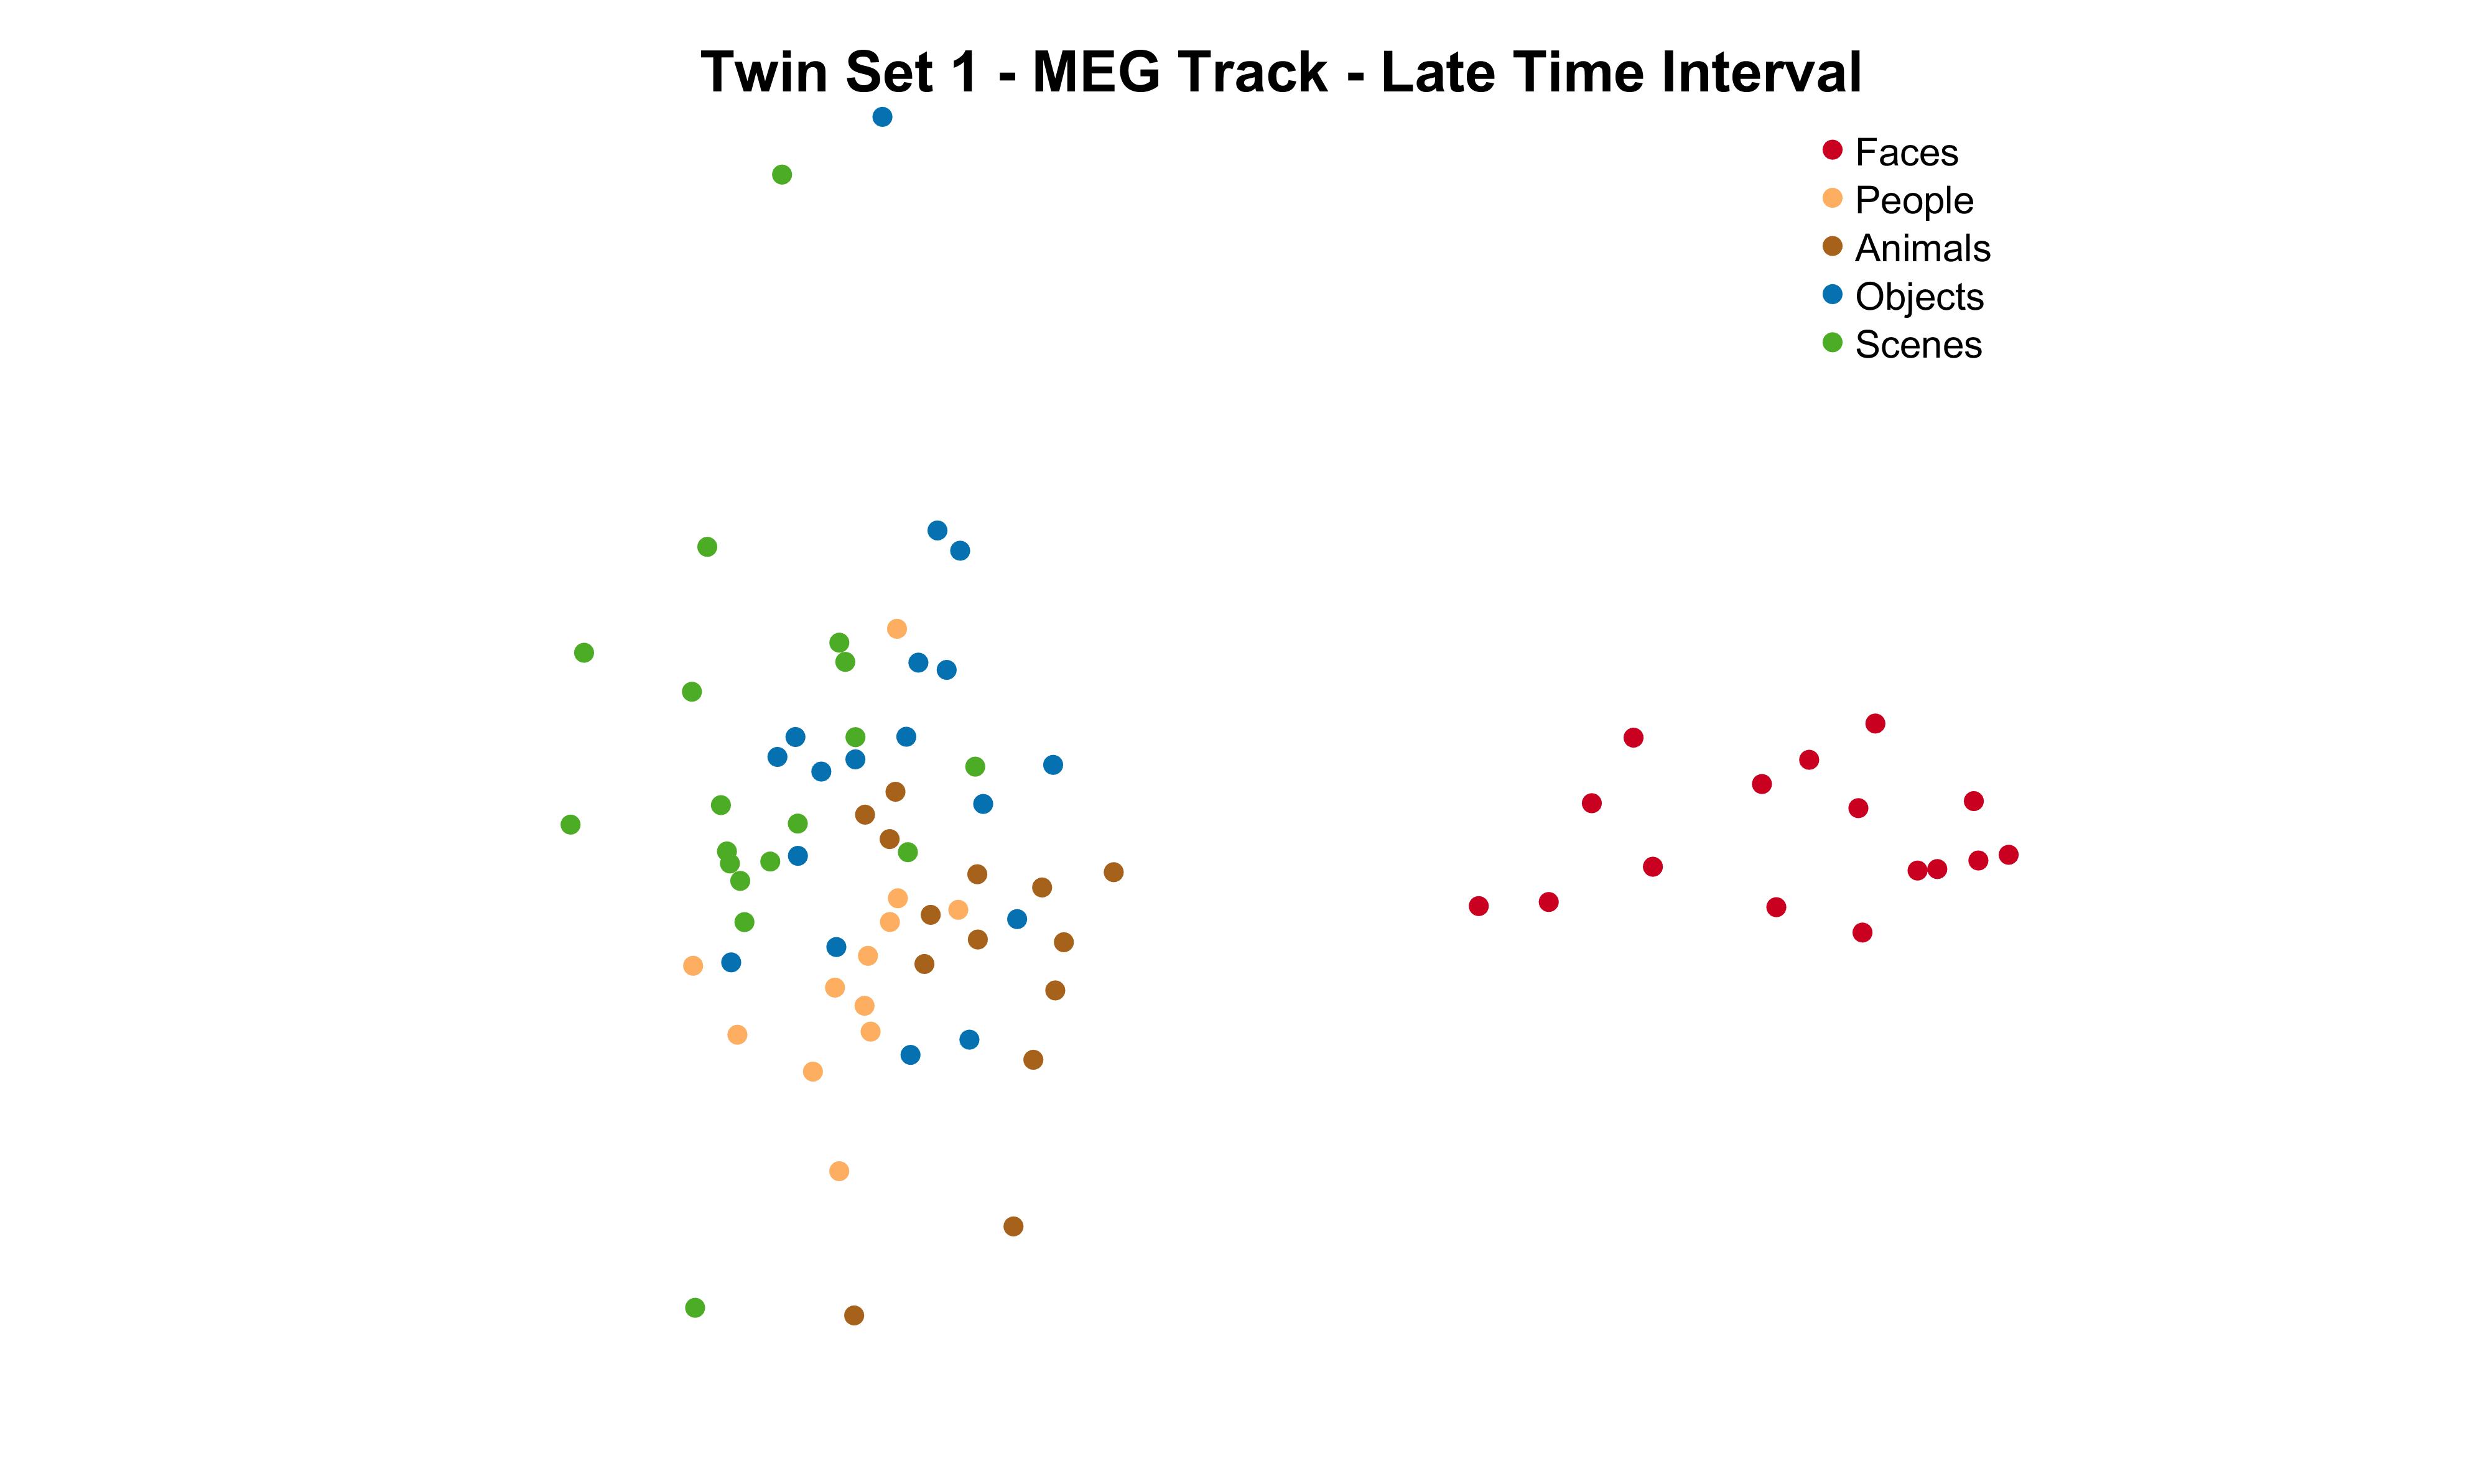 Twin Set 1 - MEG Track - Late Time Interval
Faces
People
Animals
Objects
Scenes